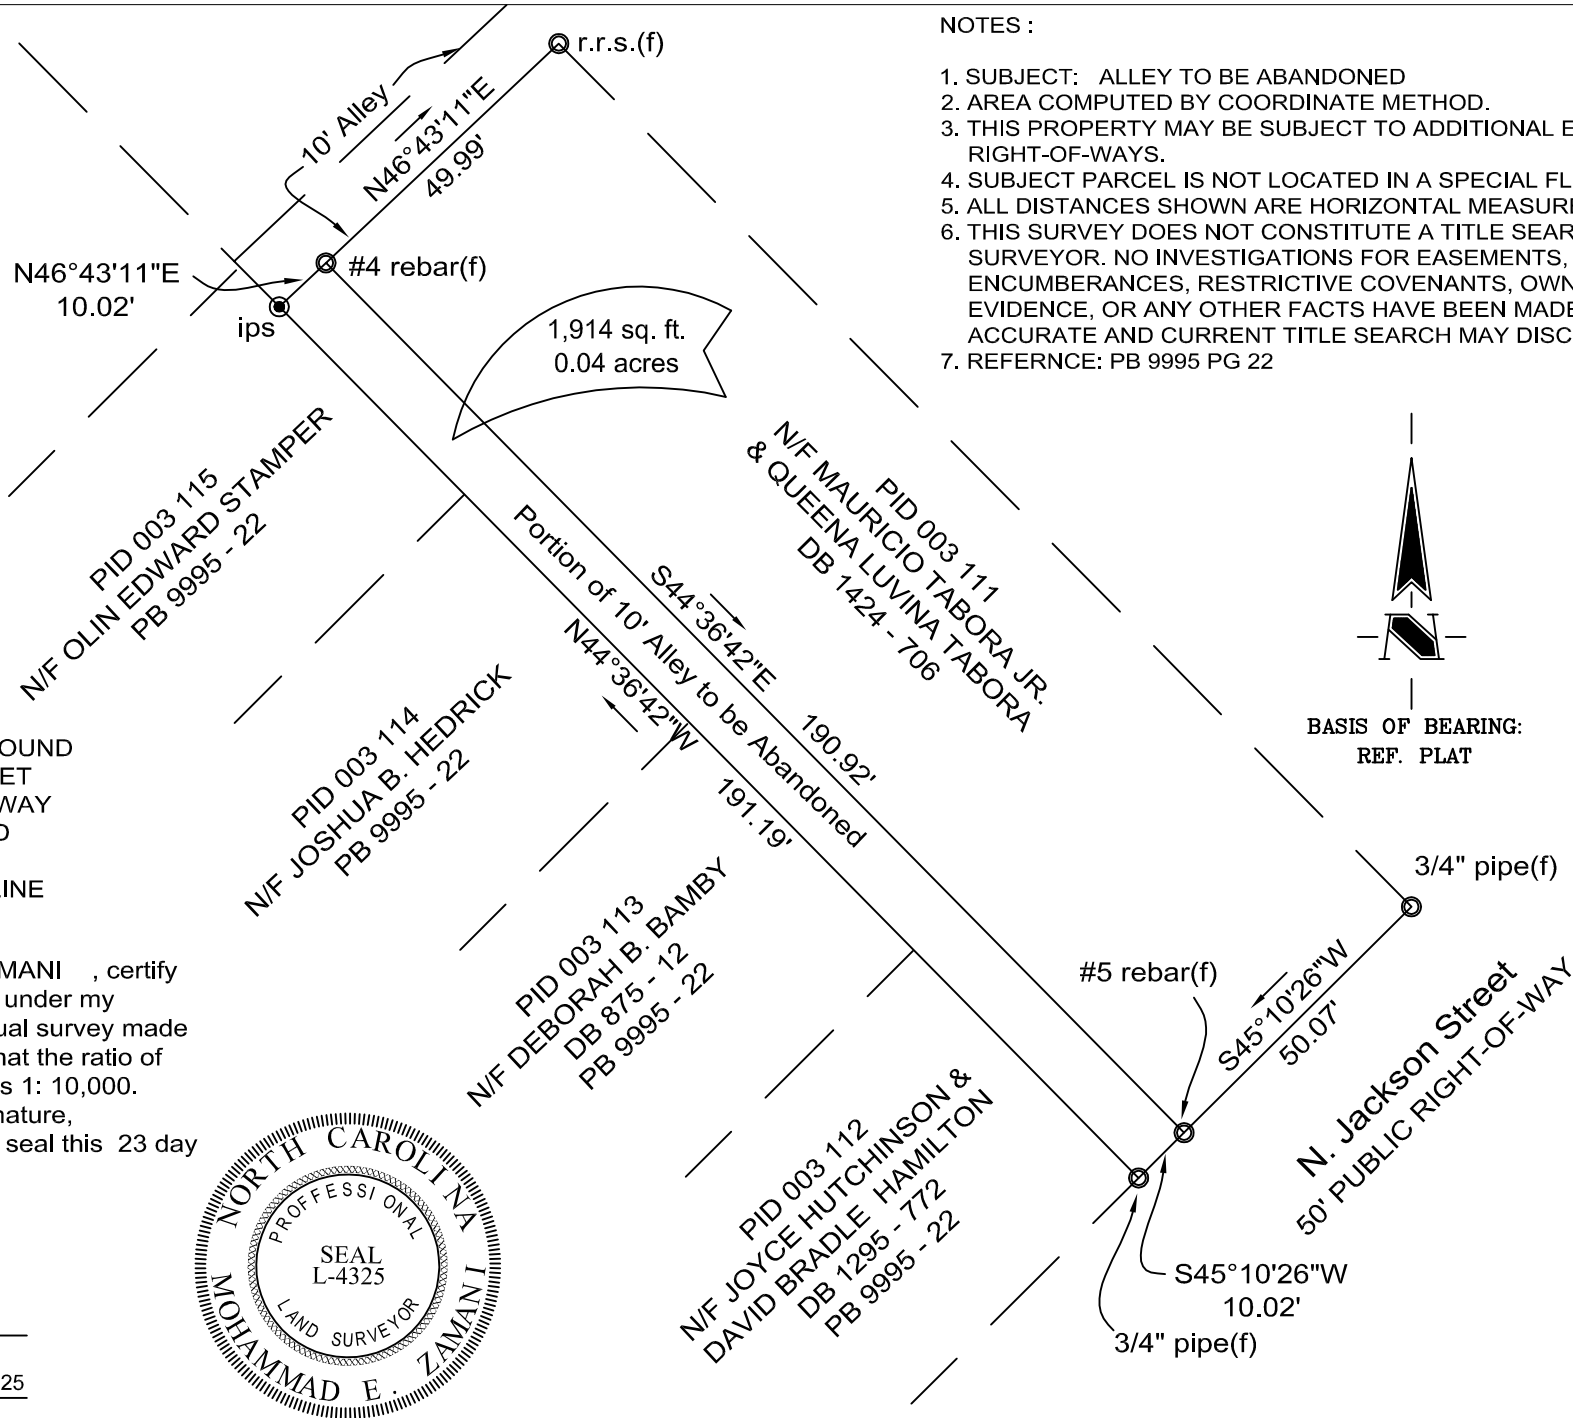 NOTES :
1. SUBJECT: ALLEY TO BE ABANDONED
2. AREA COMPUTED BY COORDINATE METHOD.
3. THIS PROPERTY MAY BE SUBJECT TO ADDITIONAL E
RIGHT-OF-WAYS.
4. SUBJECT PARCEL IS NOT LOCATED IN A SPECIAL FL
5. ALL DISTANCES SHOWN ARE HORIZONTAL MEASURE
6. THIS SURVEY DOES NOT CONSTITUTE A TITLE SEAR
SURVEYOR. NO INVESTIGATIONS FOR EASEMENTS,
ENCUMBERANCES, RESTRICTIVE COVENANTS, OWN
EVIDENCE, OR ANY OTHER FACTS HAVE BEEN MADE
ACCURATE AND CURRENT TITLE SEARCH MAY DISC
7. REFERNCE: PB 9995 PG 22
r.r.s.(f)
10' Alley
N46°43'11"E
49.99'
N46°43'11"E
10.02'
#4 rebar(f)
ips
1,914 sq. ft.
0.04 acres
PID 003 115
N/F OLIN EDWARD STAMPER
PB 9995 - 22
PID 003 111
N/F MAURICIO TABORA JR.
& QUEENA LUVINA TABORA
DB 1424 - 706
S44°36'42"E
190.92'
Portion of 10' Alley to be Abandoned
N44°36'42"W
191.19'
N
BASIS OF BEARING:
REF. PLAT
PID 003 114
N/F JOSHUA B. HEDRICK
PB 9995 - 22
PID 003 113
N/F DEBORAH B. BAMBY
DB 875 - 12
PB 9995 - 22
PID 003 112
N/F JOYCE HUTCHINSON &
DAVID BRADLE HAMILTON
DB 1295 - 772
PB 9995 - 22
3/4" pipe(f)
#5 rebar(f)
S45°10'26"W
50.07'
N. Jackson Street
50' PUBLIC RIGHT-OF-WAY
S45°10'26"W
10.02'
3/4" pipe(f)
OUND
ET
WAY
D
INE
MANI , certify
under my
ual survey made
hat the ratio of
s 1: 10,000.
nature,
seal this 23 day
NORTH CAROLINA
PROFFESSIONAL
SEAL
L-4325
LAND SURVEYOR
MOHAMMAD E. ZAMANI
25